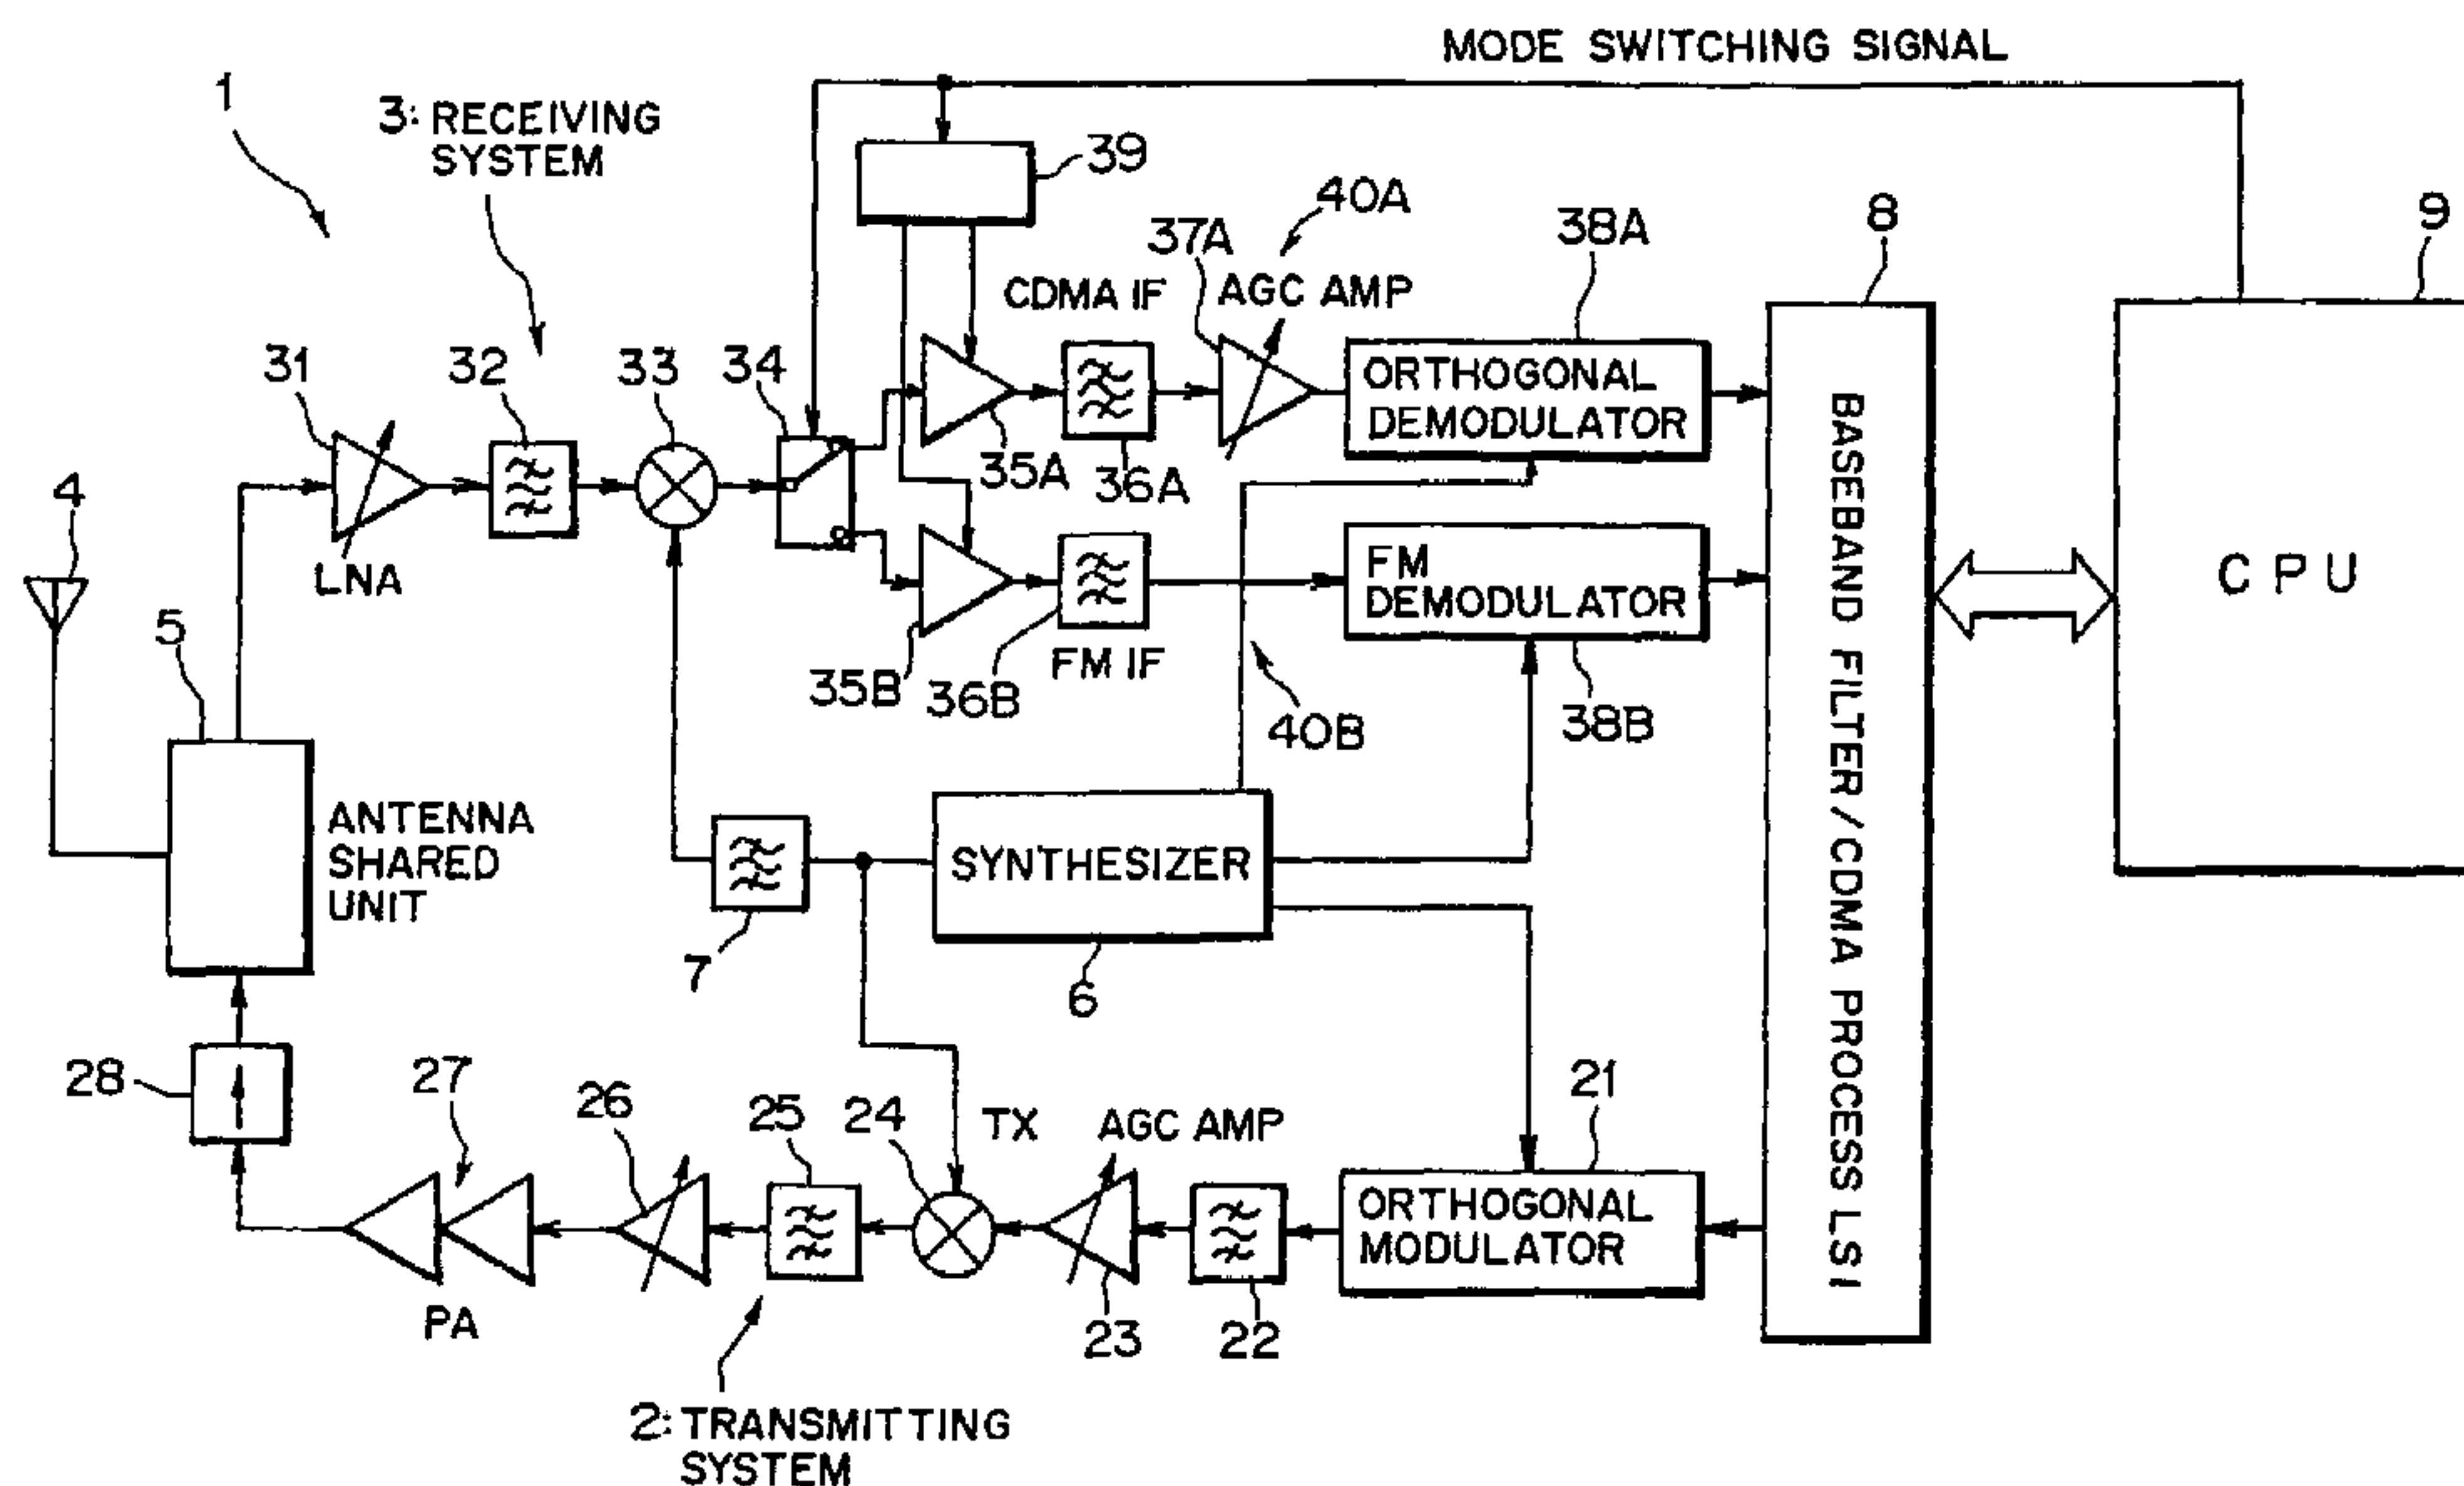 MODE SWITCHING SIGNAL
1
3: RECEIVING
SYSTEM
39
40A
37A
38A
8
9
CDMA IF
AGC AMP
31
32
33
34
ORTHOGONAL
DEMODULATOR
35A
36A
4
LNA
FM
DEMODULATOR
BASEBAND FILTER/CDMA PROCESS LSI
CPU
5
35B
36B
FM IF
40B
38B
ANTENNA
SHARED
UNIT
SYNTHESIZER
7
6
28
27
26
25
24
TX
AGC AMP
21
ORTHOGONAL
MODULATOR
PA
23
22
2: TRANSMITTING
SYSTEM